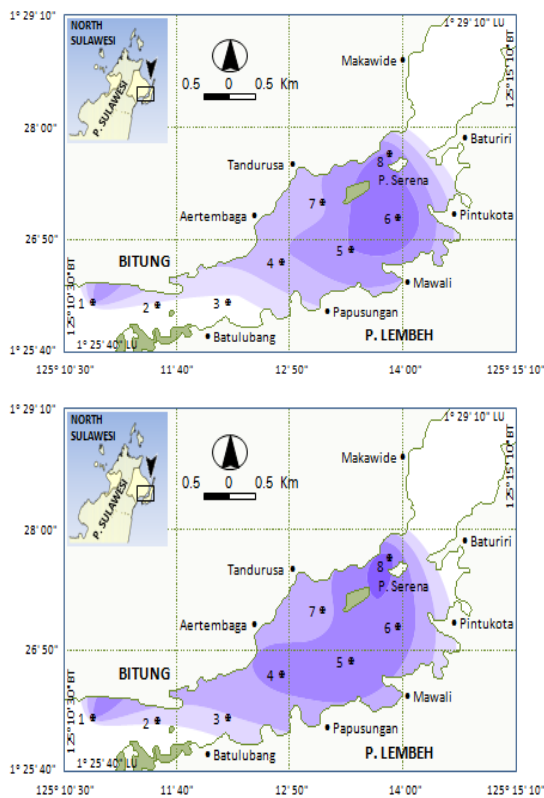 1° 29' 10"
NORTH
SULAWESI
P. SULAWESI
0.5 0 0.5 Km
Makawide
1° 29' 10" LU
125°15'10"BT
28° 00"
Baturiri
Tandurusa
8
P. Serena
7
Aertembaga
6
Pintukota
26' 50"
BITUNG
4
5
Mawali
125°10'30"BT
1
2
3
Papusungan
Batulubang
P. LEMBEH
1° 25' 40"
1° 25' 40" LU
125° 10' 30" 11' 40" 12' 50" 14' 00" 125° 15' 10"
1° 29' 10"
NORTH
SULAWESI
P. SULAWESI
0.5 0 0.5 Km
Makawide
1° 29' 10" LU
125°15'10"BT
28° 00"
Baturiri
Tandurusa
8
P. Serena
7
Aertembaga
6
Pintukota
26' 50"
BITUNG
4
5
Mawali
125°10'30"BT
1
2
3
Papusungan
Batulubang
P. LEMBEH
1° 25' 40"
1° 25' 40" LU
125° 10' 30" 11' 40" 12' 50" 14' 00" 125° 15' 10"